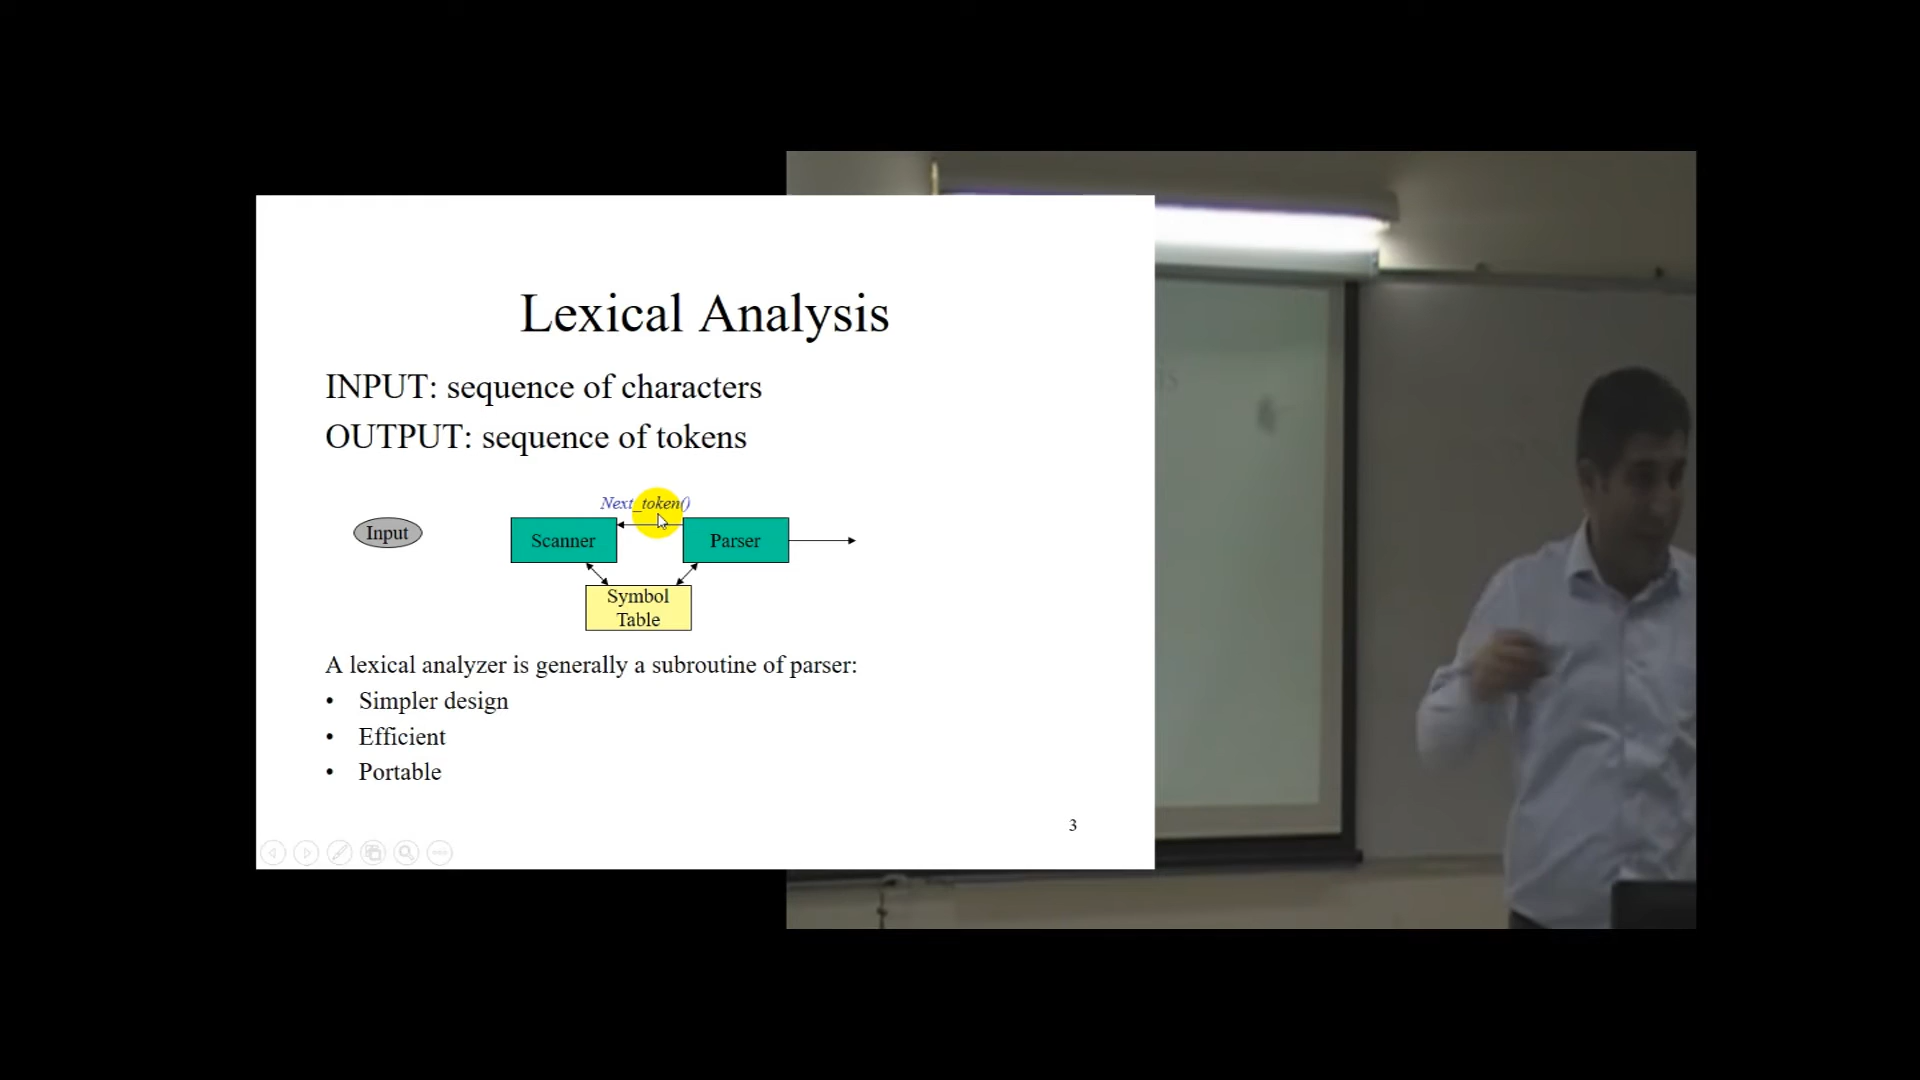 Lexical Analysis
INPUT: sequence of characters
OUTPUT: sequence of tokens
Next_token()
Input
Scanner
Parser
Symbol
Table
A lexical analyzer is generally a subroutine of parser:
• Simpler design
• Efficient
• Portable
3